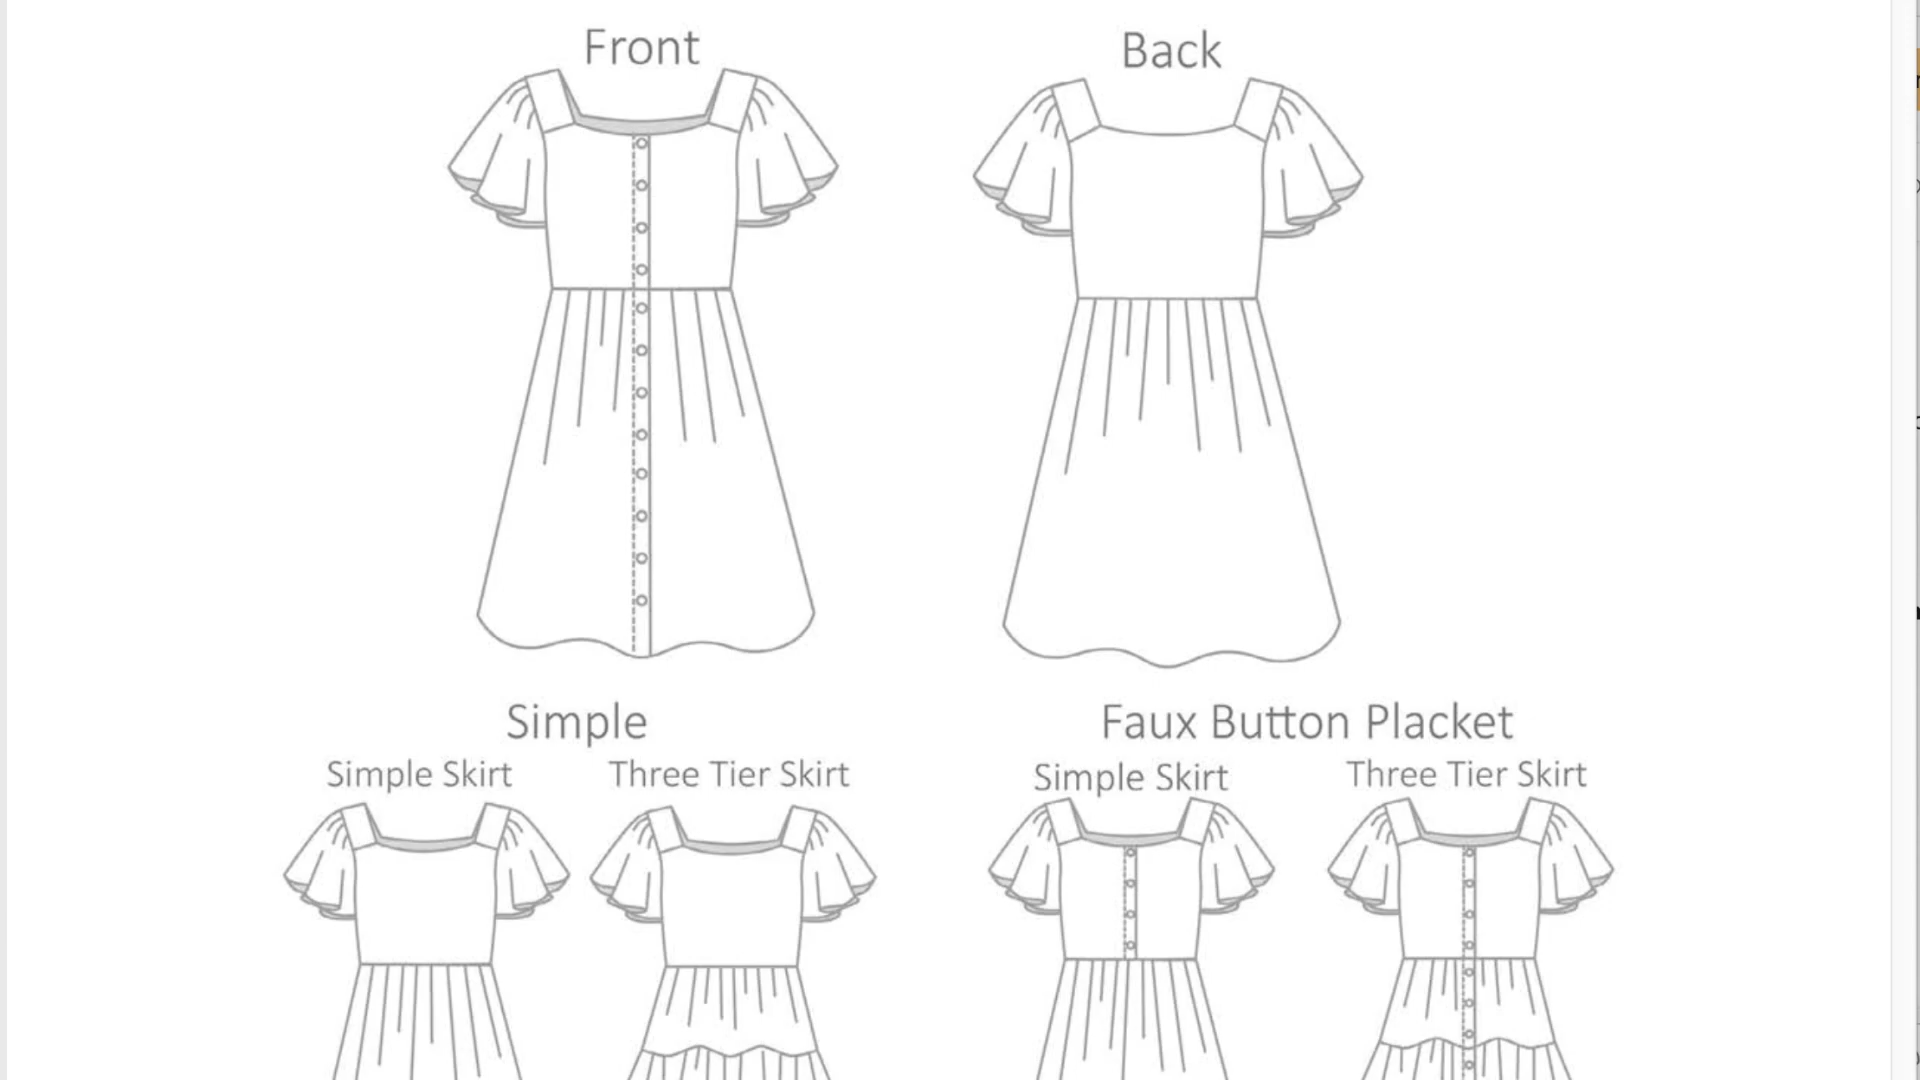 Front
Back
Simple
Simple Skirt
Three Tier Skirt
Faux Button Placket
Simple Skirt
Three Tier Skirt